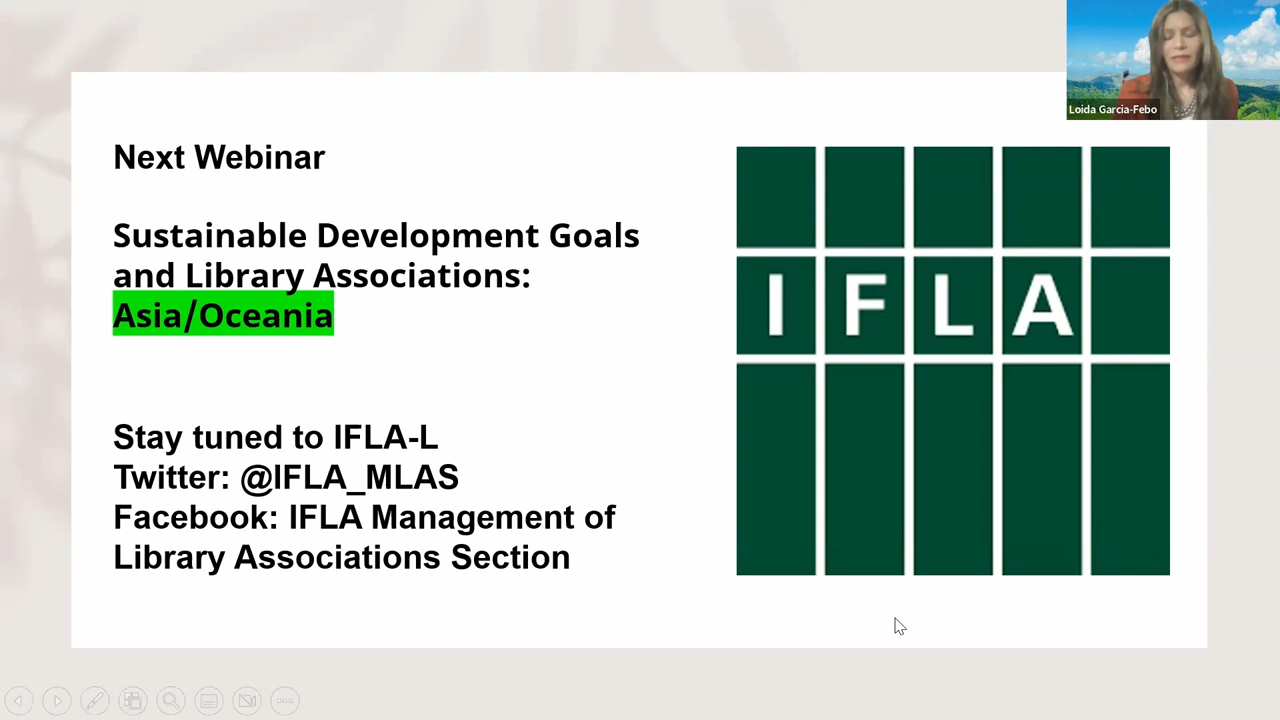 Loida Garcia-Febo
Next Webinar
Sustainable Development Goals
and Library Associations:
Asia/Oceania
Stay tuned to IFLA-L
Twitter: @IFLA_MLAS
Facebook: IFLA Management of
Library Associations Section
IFLA